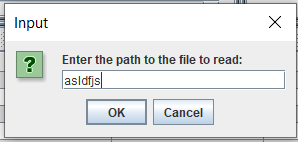 Input
Enter the path to the file to read:
asldfjs
OK
Cancel